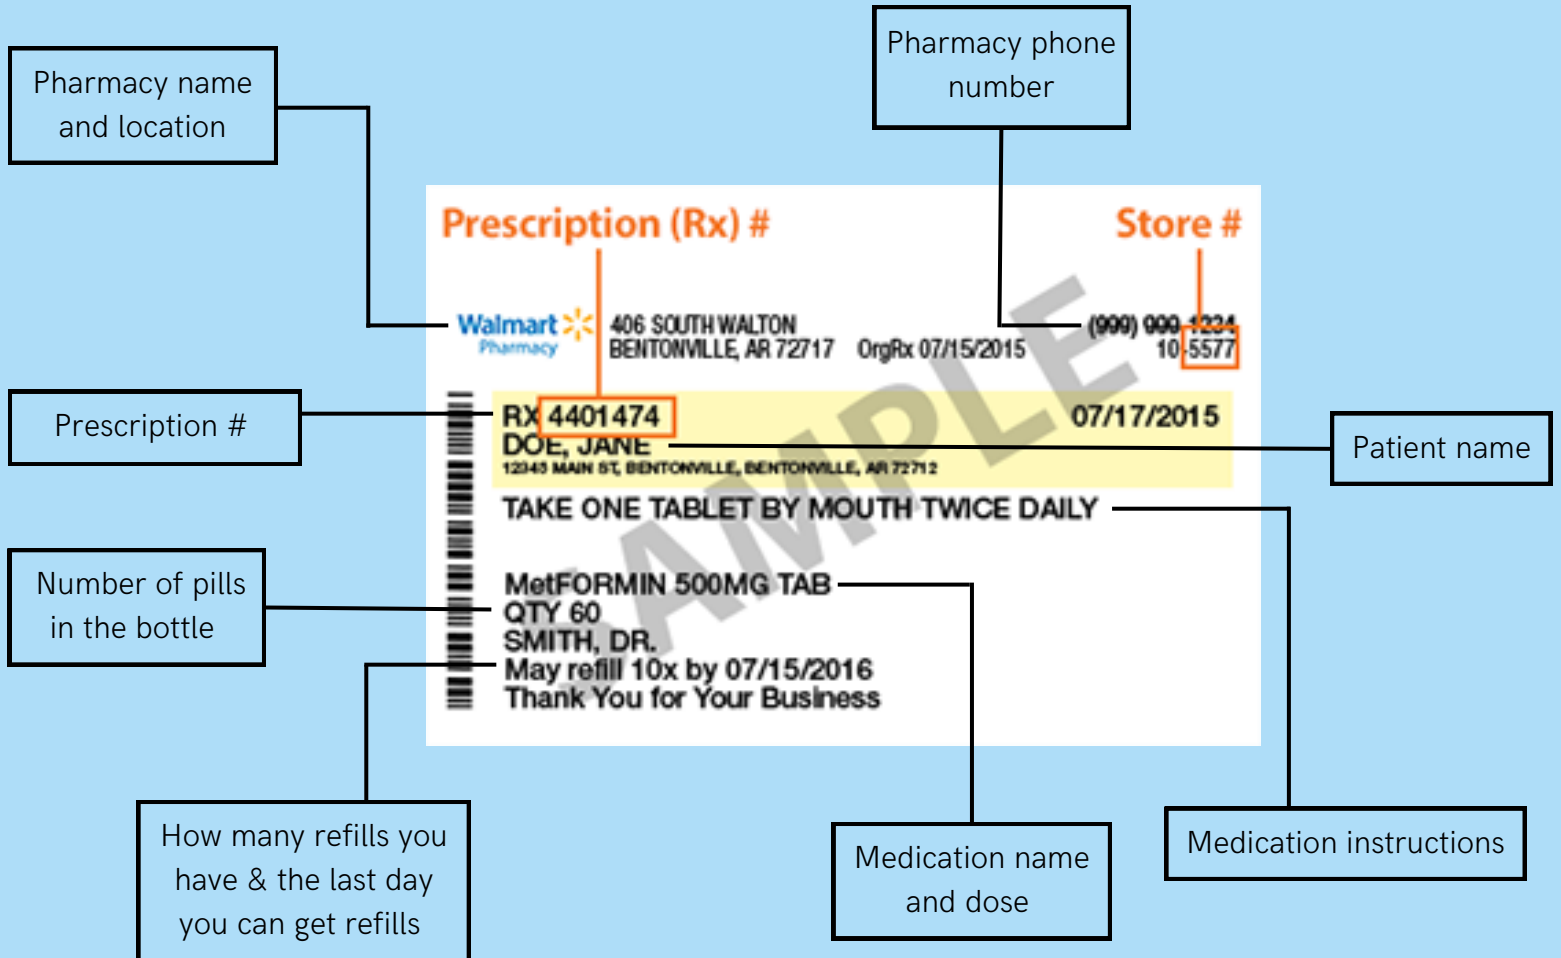 Pharmacy name
and location
Pharmacy phone
number
Prescription (Rx) #
Store #
Walmart
Pharmacy
406 SOUTH WALTON
BENTONVILLE, AR 72717
OrgRx 07/15/2015
(999) 999-1234
10-5577
Prescription #
RX 4401474
07/17/2015
DOE, JANE
12345 MAIN ST, BENTONVILLE, BENTONVILLE, AR 72712
Patient name
TAKE ONE TABLET BY MOUTH TWICE DAILY
SAMPLE
Number of pills
in the bottle
MetFORMIN 500MG TAB
QTY 60
SMITH, DR.
May refill 10x by 07/15/2016
Thank You for Your Business
How many refills you
have & the last day
you can get refills
Medication name
and dose
Medication instructions